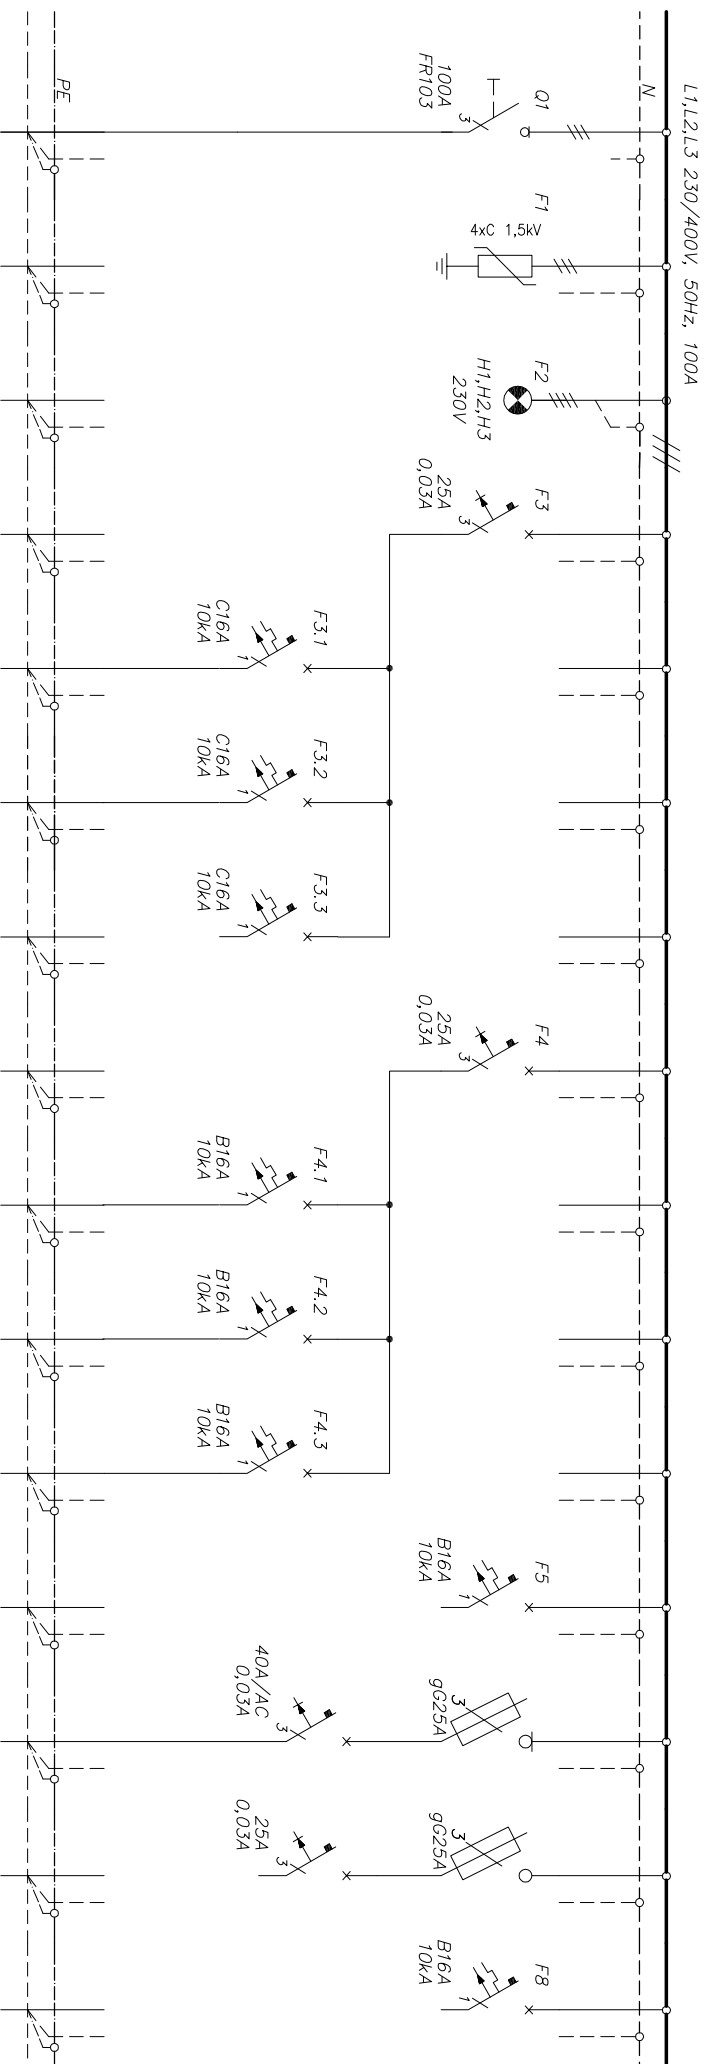 L1,L2,L3 230/400V, 50Hz, 100A
N
PE
Q1
3
100A
FR103
F1
4xC 1,5kV
F2
H1,H2,H3
230V
F3
3
25A
0,03A
F3.1
1
C16A
10kA
F3.2
1
C16A
10kA
F3.3
1
C16A
10kA
F4
3
25A
0,03A
F4.1
1
B16A
10kA
F4.2
1
B16A
10kA
F4.3
1
B16A
10kA
F5
1
B16A
10kA
3
gG25A
3
40A/AC
0,03A
3
gG25A
3
25A
0,03A
F8
1
B16A
10kA